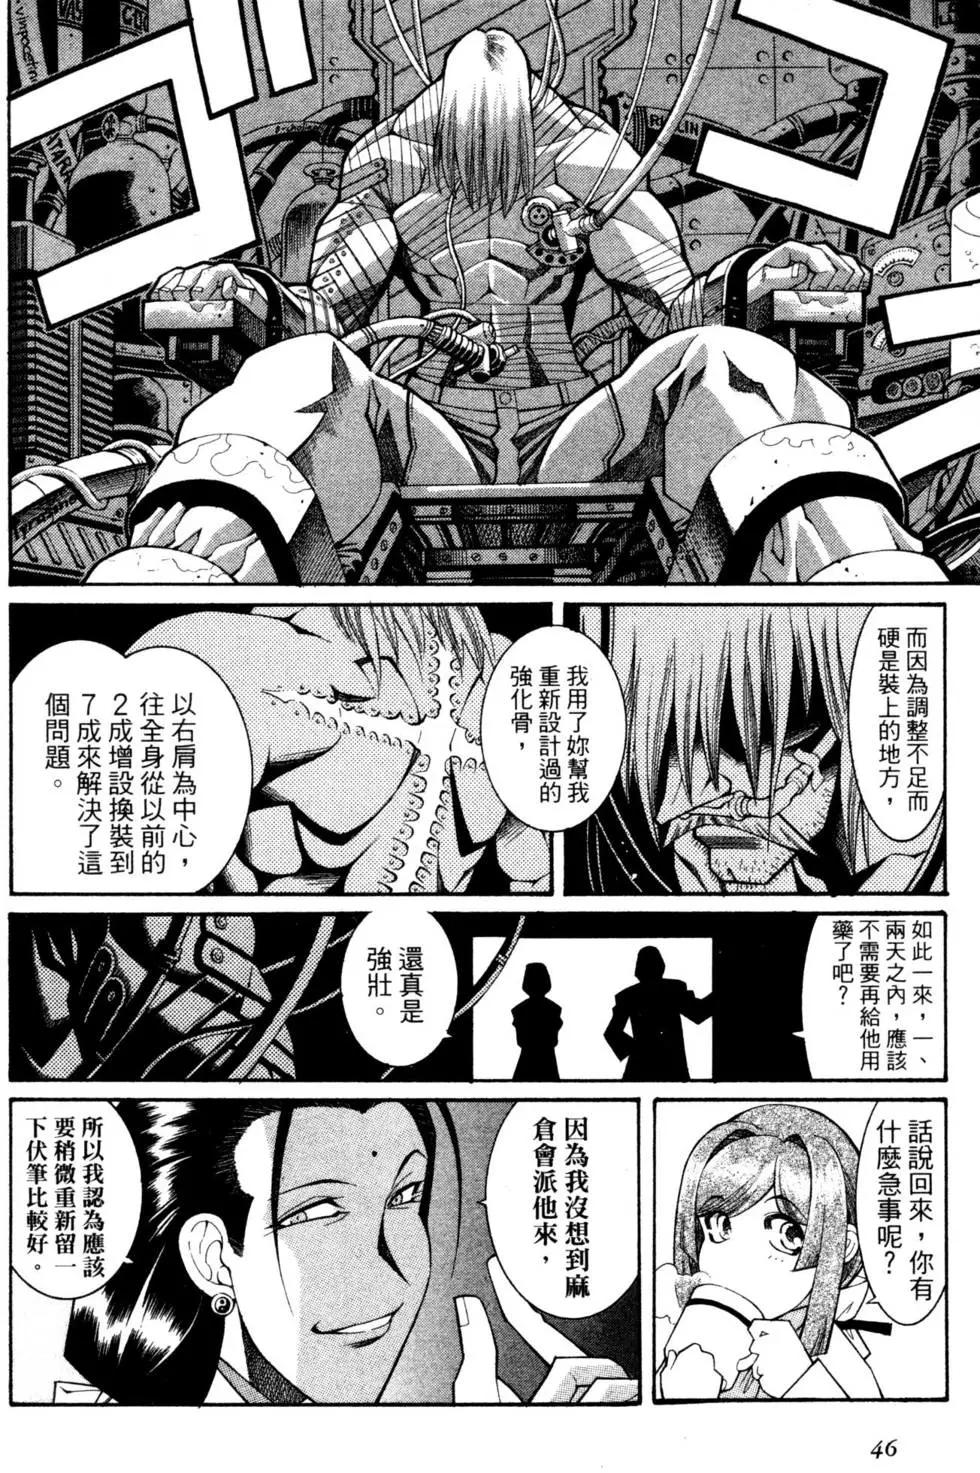 ゴゴ
而因為調整不足而
硬是裝上的地方，
我用了妳幫我
重新設計過的
強化骨，
以右肩為中心，
往全身從以前的
２成增設換裝到
７成來解決了這
個問題。
如此一來，一、
兩天之內，應該
不需要再給他用
藥了吧？
還真是
強壯。
話說回來，你有
什麼急事呢？
因為我沒想到麻
倉會派他來，
所以我認為應該
要稍微重新留一
下伏筆比較好。
46